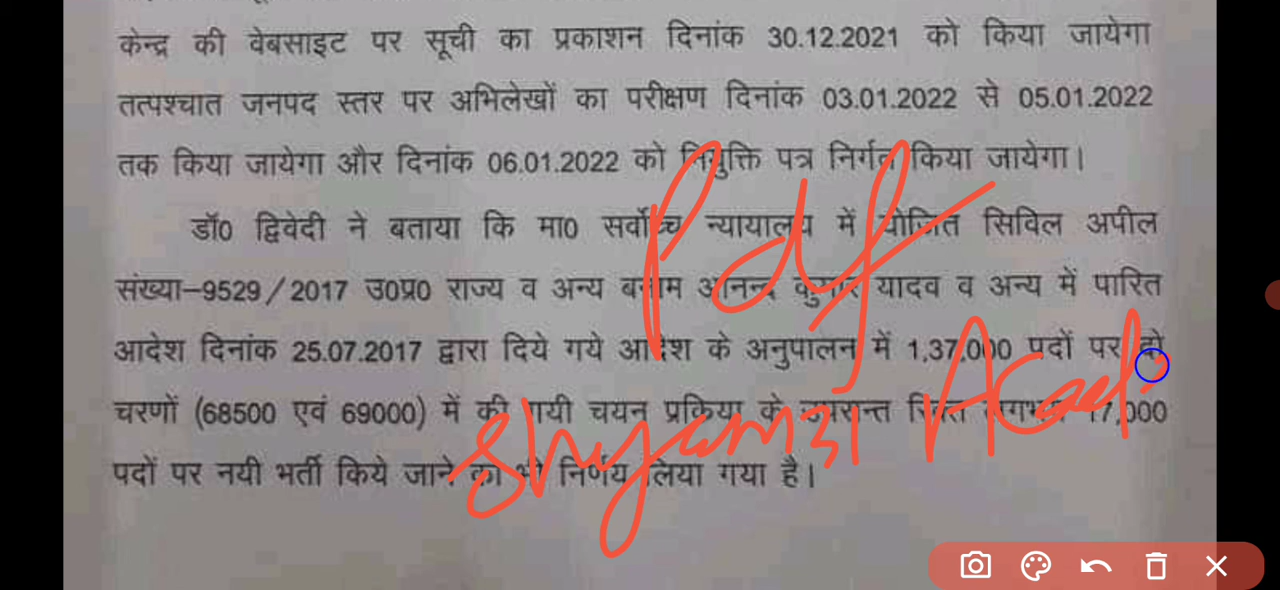 केन्द्र की वेबसाइट पर सूची का प्रकाशन दिनांक 30.12.2021 को किया जायेगा
तत्पश्चात जनपद स्तर पर अभिलेखों का परीक्षण दिनांक 03.01.2022 से 05.01.2022
तक किया जायेगा और दिनांक 06.01.2022 को नियुक्ति पत्र निर्गत किया जायेगा।
डॉ0 द्विवेदी ने बताया कि मा0 सर्वोच्च न्यायालय में योजित सिविल अपील
संख्या–9529/2017 उ0प्र0 राज्य व अन्य बनाम आनन्द कुमार यादव व अन्य में पारित
आदेश दिनांक 25.07.2017 द्वारा दिये गये आदेश के अनुपालन में 1,37,000 पदों पर दो
चरणों (68500 एवं 69000) में की गयी चयन प्रक्रिया के उपरान्त रिक्त लगभग 17,000
पदों पर नयी भर्ती किये जाने का भी निर्णय लिया गया है।
Pdf